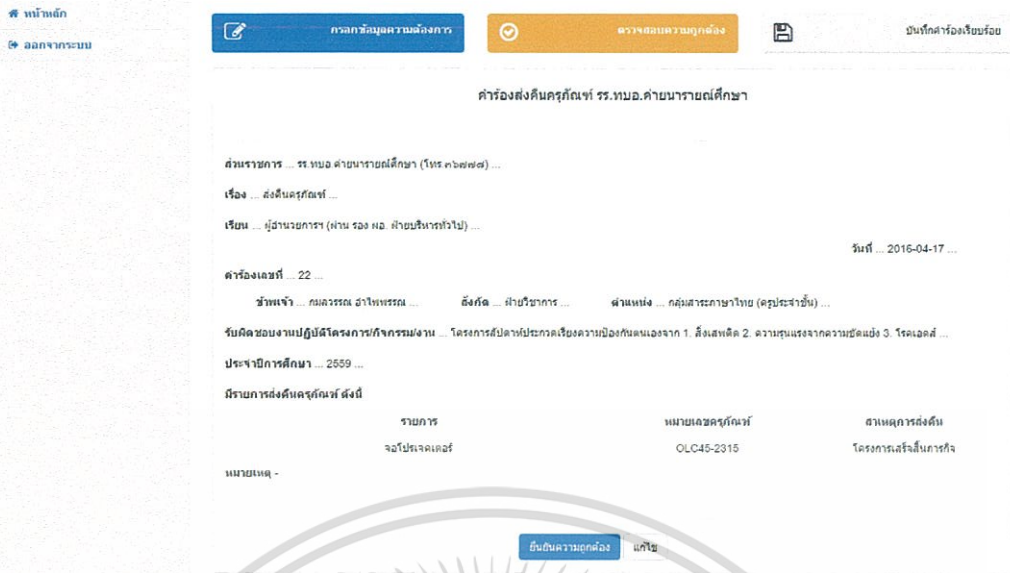 หน้าหลัก
ออกจากระบบ
กรอกข้อมูลความต้องการ
ตรวจสอบความถูกต้อง
บันทึกคำร้องเรียบร้อย
คำร้องส่งคืนครุภัณฑ์ รร.ทบอ.ค่ายนารายณ์ศึกษา
ส่วนราชการ ... รร.ทบอ.ค่ายนารายณ์ศึกษา (โทร.๓๖๗๗๗) ...
เรื่อง ... ส่งคืนครุภัณฑ์ ...
เรียน ... ผู้อำนวยการฯ (ผ่าน รอง ผอ. ฝ่ายบริหารทั่วไป) ...
วันที่ ... 2016-04-17 ...
คำร้องเลขที่ ... 22 ...
ข้าพเจ้า ... กมลวรรณ อำไพพรรณ ... สังกัด ... ฝ่ายวิชาการ ... ตำแหน่ง ... กลุ่มสาระภาษาไทย (ครูประจำชั้น) ...
รับผิดชอบงานปฏิบัติโครงการ/กิจกรรม/งาน ... โครงการสัปดาห์ประกวดเรียงความป้องกันตนเองจาก 1. สิ่งเสพติด 2. ความรุนแรงจากความขัดแย้ง 3. โรคเอดส์ ...
ประจำปีการศึกษา ... 2559 ...
มีรายการส่งคืนครุภัณฑ์ ดังนี้
รายการ หมายเลขครุภัณฑ์ สาเหตุการส่งคืน
จอโปรเจคเตอร์ OLC45-2315 โครงการเสร็จสิ้นภารกิจ
หมายเหตุ -
ยืนยันความถูกต้อง แก้ไข